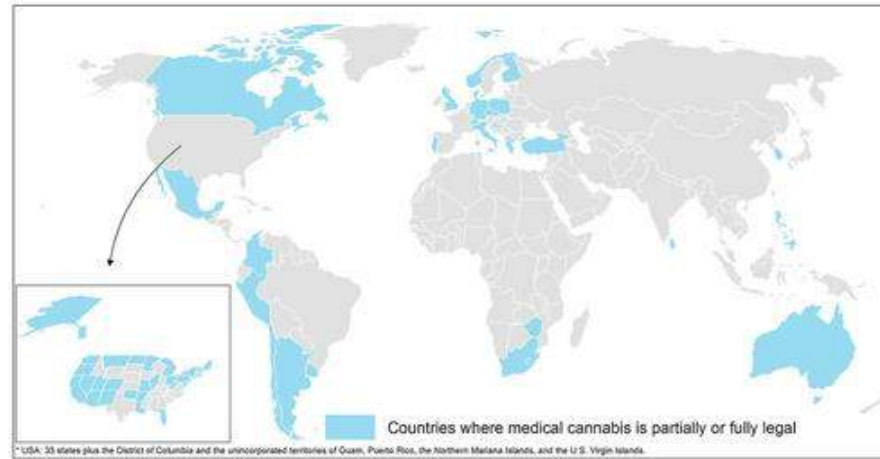 Countries where medical cannabis is partially or fully legal
* USA: 35 states plus the District of Columbia and the unincorporated territories of Guam, Puerto Rico, the Northern Mariana Islands, and the U.S. Virgin Islands.